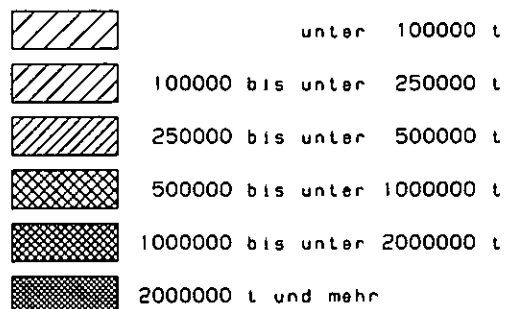 unter 100000 t
100000 bis unter 250000 t
250000 bis unter 500000 t
500000 bis unter 1000000 t
1000000 bis unter 2000000 t
2000000 t und mehr